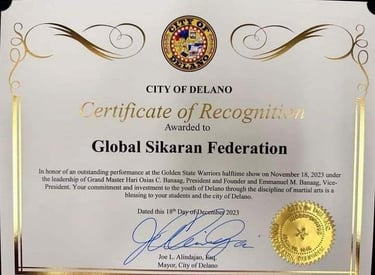 CITY OF
DELANO
CITY OF DELANO
Certificate of Recognition
Awarded to
Global Sikaran Federation
In honor of an outstanding performance at the Golden State Warriors halftime show on November 18, 2023 under
the leadership of Grand Master Hari Osias C. Banaag, President and Founder and Emmanuel M. Banaag, Vice-
President. Your commitment and investment to the youth of Delano through the discipline of martial arts is a
blessing to your students and the city of Delano.
Dated this 18th Day of December 2023
Joe L. Alindajao, Esq.
Mayor, City of Delano